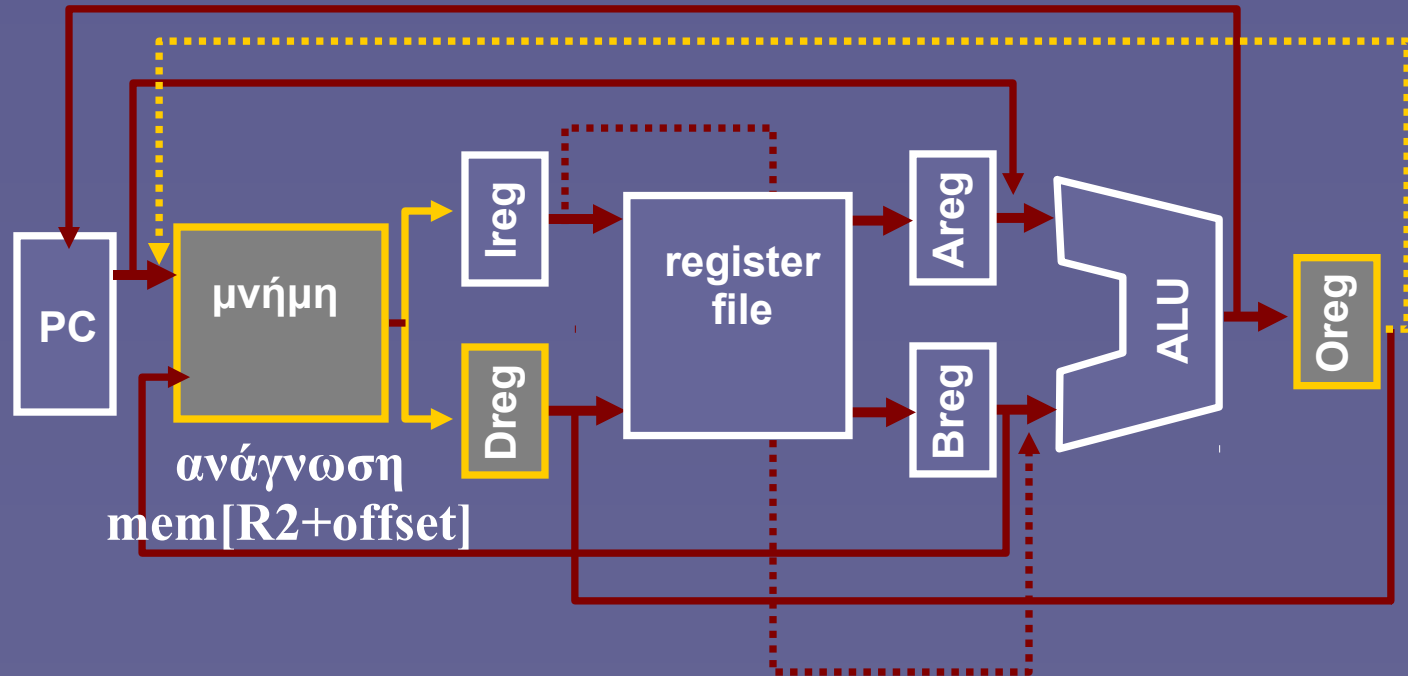 PC
μνήμη
ανάγνωση
mem[R2+offset]
Ireg
Dreg
register
file
Areg
Breg
ALU
Oreg